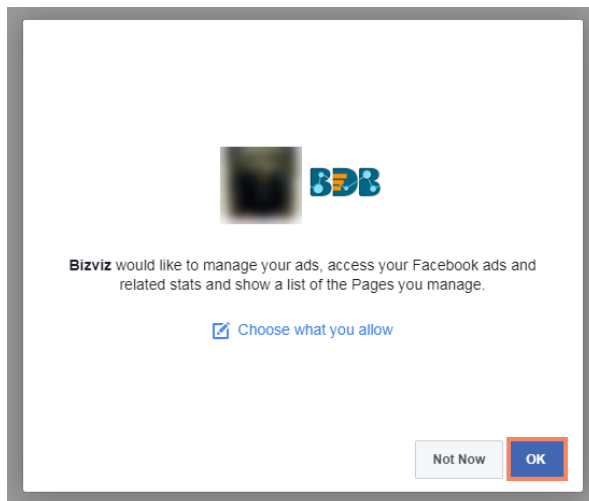 BDB
Bizviz would like to manage your ads, access your Facebook ads and
related stats and show a list of the Pages you manage.
Choose what you allow
Not Now
OK